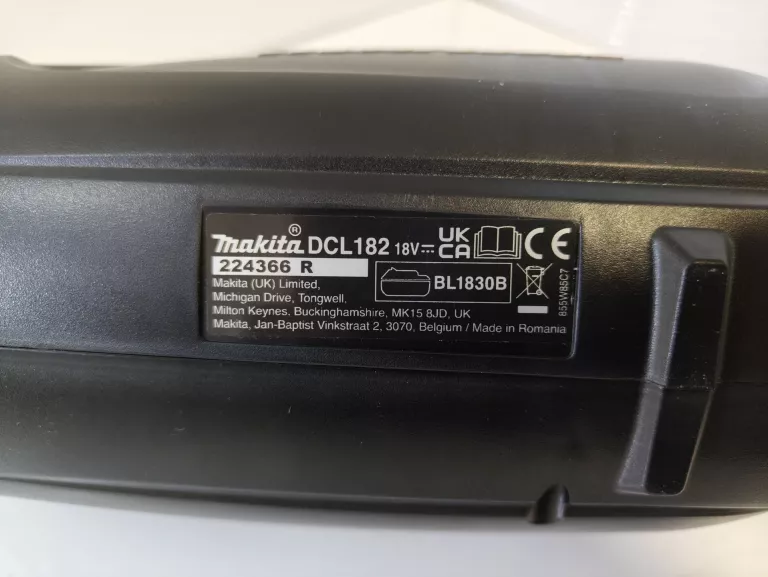 makita® DCL182 18V⎓ UK CA CE
224366 R
BL1830B
Makita (UK) Limited,
Michigan Drive, Tongwell,
Milton Keynes, Buckinghamshire, MK15 8JD, UK
Makita, Jan-Baptist Vinkstraat 2, 3070, Belgium / Made in Romania
855W85C7